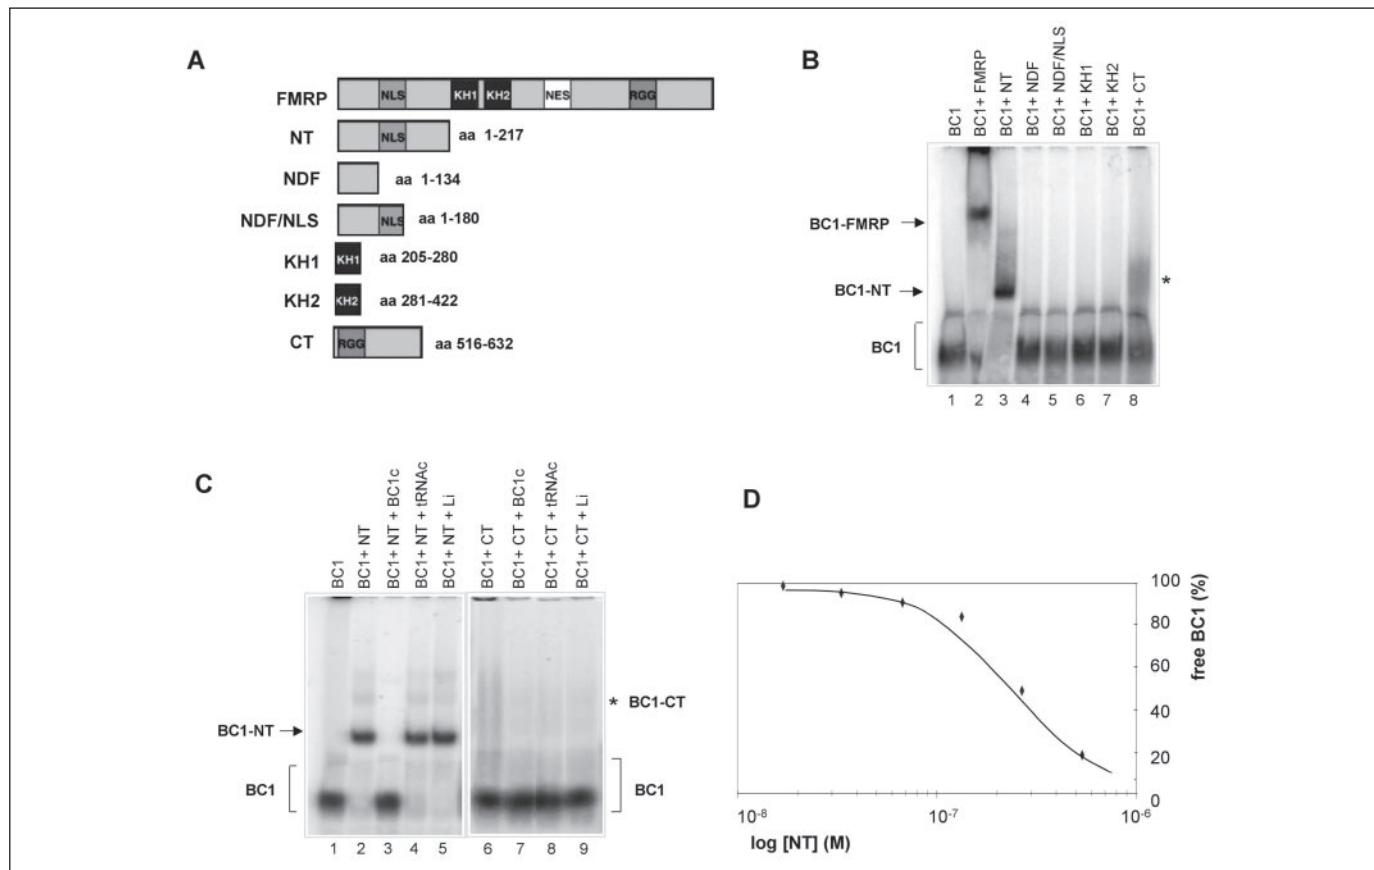 A
FMRP NLS KH1 KH2 NES RGG
NT NLS aa 1-217
NDF aa 1-134
NDF/NLS NLS aa 1-180
KH1 KH1 aa 205-280
KH2 KH2 aa 281-422
CT RGG aa 516-632
B
BC1
BC1+ FMRP
BC1+ NT
BC1+ NDF
BC1+ NDF/NLS
BC1+ KH1
BC1+ KH2
BC1+ CT
BC1-FMRP
BC1-NT
*
BC1
1 2 3 4 5 6 7 8
C
BC1
BC1+ NT
BC1+ NT + BC1c
BC1+ NT + tRNAc
BC1+ NT + Li
BC1+ CT
BC1+ CT + BC1c
BC1+ CT + tRNAc
BC1+ CT + Li
* BC1-CT
BC1-NT
BC1 BC1
1 2 3 4 5 6 7 8 9
D
100
80
60
40
20
0
free BC1 (%)
10-8 10-7 10-6
log [NT] (M)